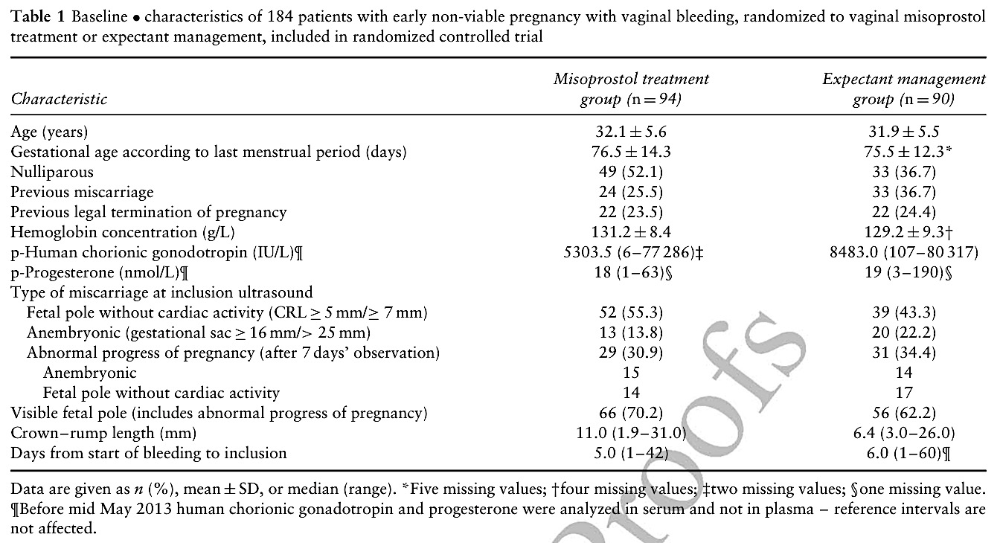 Table 1 Baseline • characteristics of 184 patients with early non-viable pregnancy with vaginal bleeding, randomized to vaginal misoprostol
treatment or expectant management, included in randomized controlled trial
Misoprostol treatment Expectant management
Characteristic group (n = 94) group (n = 90)
Age (years) 32.1 ± 5.6 31.9 ± 5.5
Gestational age according to last menstrual period (days) 76.5 ± 14.3 75.5 ± 12.3*
Nulliparous 49 (52.1) 33 (36.7)
Previous miscarriage 24 (25.5) 33 (36.7)
Previous legal termination of pregnancy 22 (23.5) 22 (24.4)
Hemoglobin concentration (g/L) 131.2 ± 8.4 129.2 ± 9.3†
p-Human chorionic gonodotropin (IU/L)¶ 5303.5 (6–77 286)‡ 8483.0 (107–80 317)
p-Progesterone (nmol/L)¶ 18 (1–63)§ 19 (3–190)§
Type of miscarriage at inclusion ultrasound
Fetal pole without cardiac activity (CRL ≥ 5 mm/≥ 7 mm) 52 (55.3) 39 (43.3)
Anembryonic (gestational sac ≥ 16 mm/> 25 mm) 13 (13.8) 20 (22.2)
Abnormal progress of pregnancy (after 7 days' observation) 29 (30.9) 31 (34.4)
Anembryonic 15 14
Fetal pole without cardiac activity 14 17
Visible fetal pole (includes abnormal progress of pregnancy) 66 (70.2) 56 (62.2)
Crown–rump length (mm) 11.0 (1.9–31.0) 6.4 (3.0–26.0)
Days from start of bleeding to inclusion 5.0 (1–42) 6.0 (1–60)¶
Data are given as n (%), mean ± SD, or median (range). *Five missing values; †four missing values; ‡two missing values; §one missing value.
¶Before mid May 2013 human chorionic gonadotropin and progesterone were analyzed in serum and not in plasma – reference intervals are
not affected.
Proofs